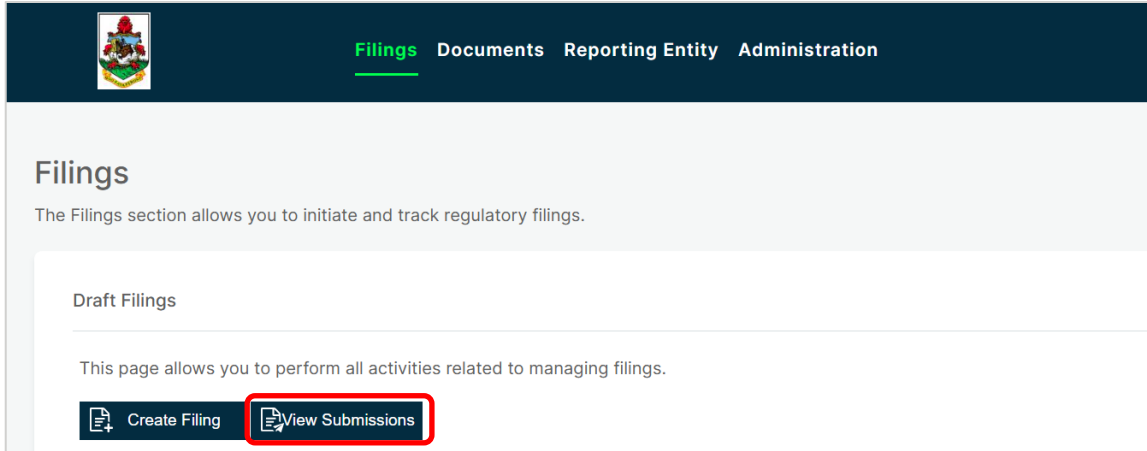 Filings Documents Reporting Entity Administration
Filings
The Filings section allows you to initiate and track regulatory filings.
Draft Filings
This page allows you to perform all activities related to managing filings.
Create Filing View Submissions